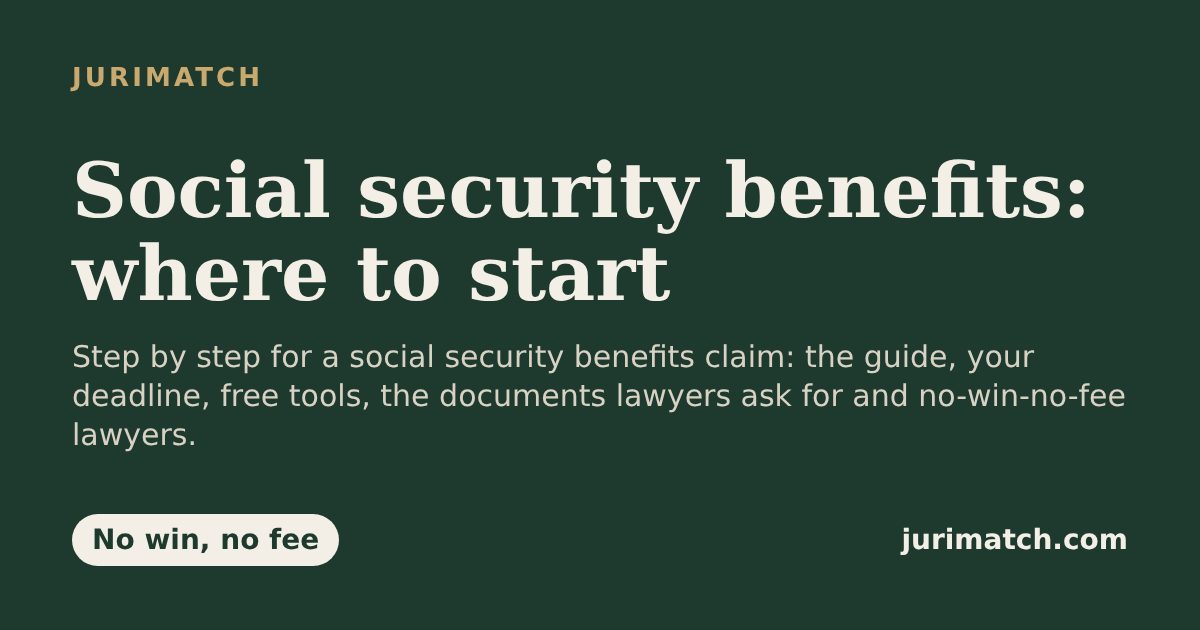 JURIMATCH
Social security benefits:
where to start
Step by step for a social security benefits claim: the guide, your
deadline, free tools, the documents lawyers ask for and no-win-no-fee
lawyers.
No win, no fee
jurimatch.com